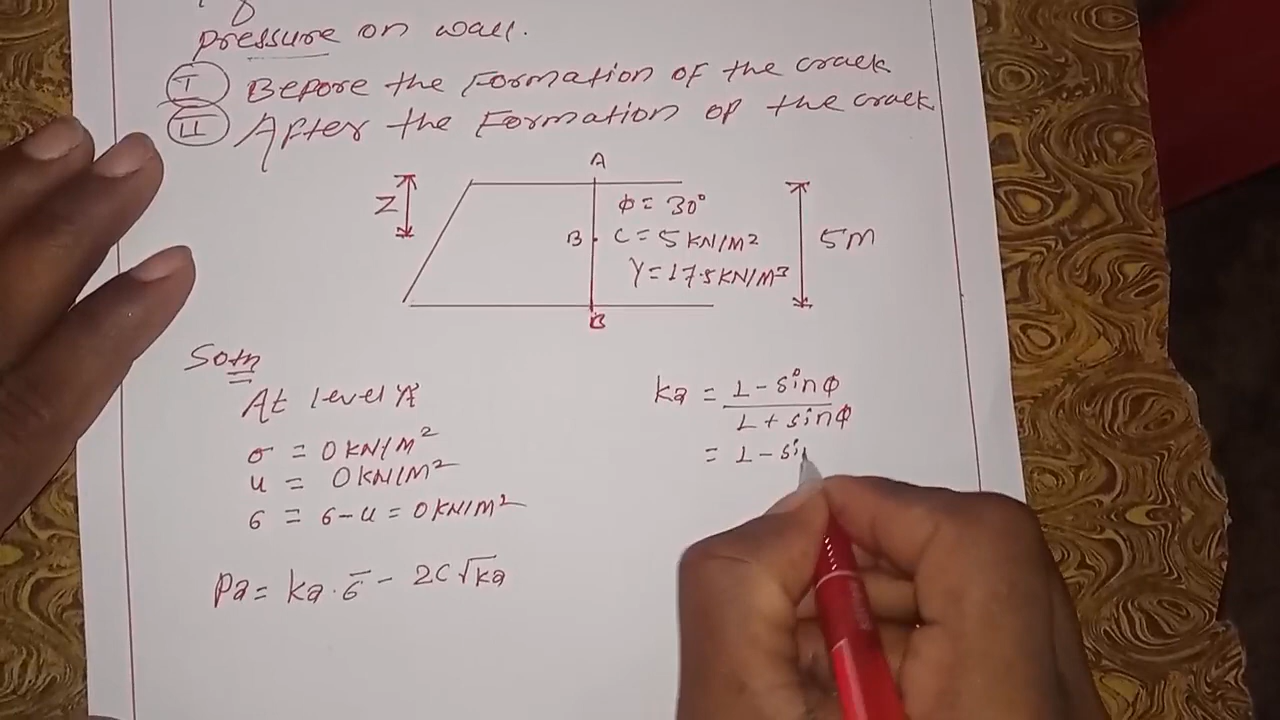 pressure on wall.
I Before the Formation of the crack
II After the Formation of the crack
A
Z
φ = 30°
B
C = 5 KN/M²
5M
γ = 17.5 KN/M³
B
Soln
At level A
σ = 0 KN/M²
u = 0 KN/M²
σ = σ - u = 0 KN/M²
Pa = ka · σ̅ - 2C√ka
ka = 1 - sinφ
1 + sinφ
= 1 - sin